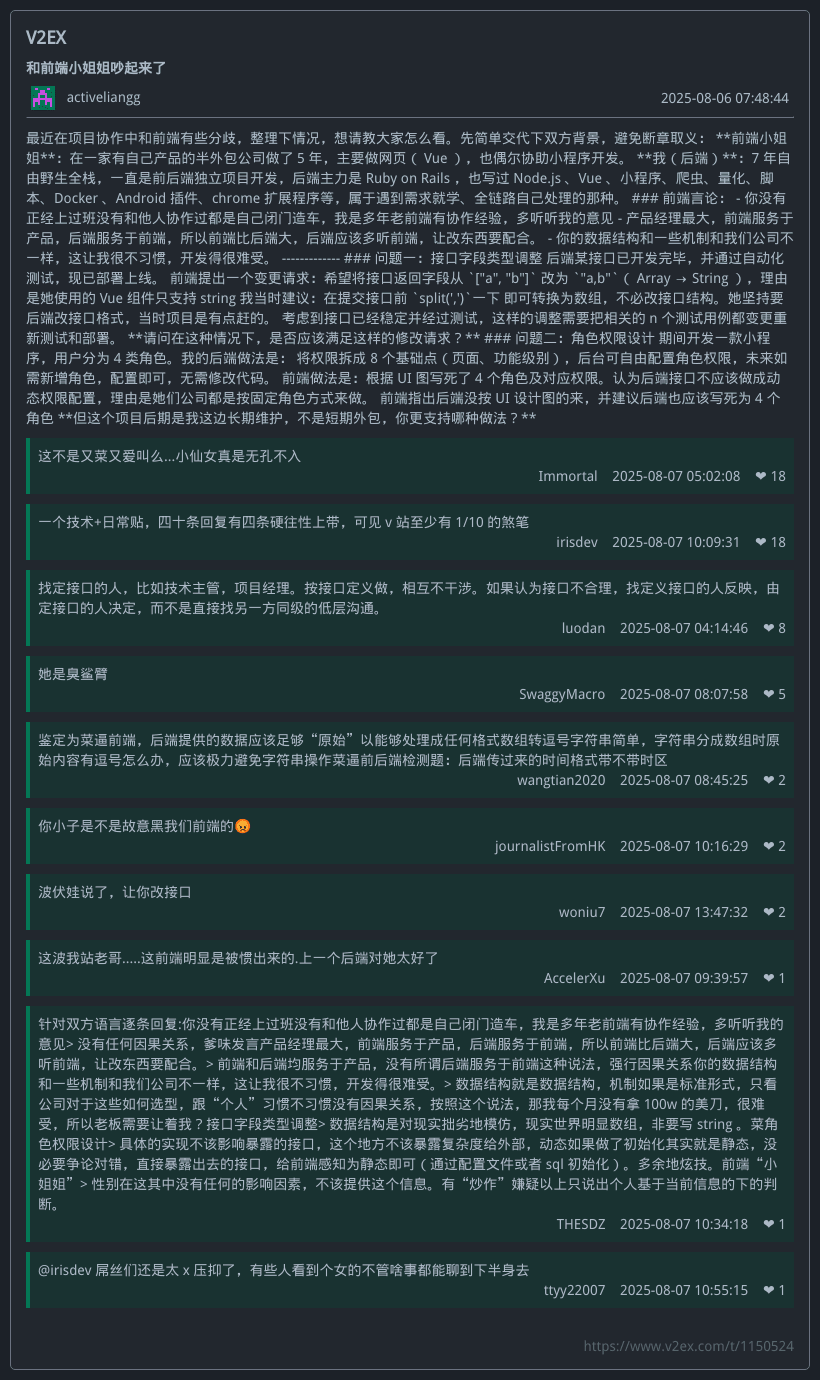 V2EX
和前端小姐姐吵起来了
activeliangg 2025-08-06 07:48:44
最近在项目协作中和前端有些分歧，整理下情况，想请教大家怎么看。先简单交代下双方背景，避免断章取义： **前端小姐
姐**：在一家有自己产品的半外包公司做了 5 年，主要做网页（ Vue ），也偶尔协助小程序开发。 **我（后端）**：7 年自
由野生全栈，一直是前后端独立项目开发，后端主力是 Ruby on Rails ，也写过 Node.js 、Vue 、小程序、爬虫、量化、脚
本、Docker 、Android 插件、chrome 扩展程序等，属于遇到需求就学、全链路自己处理的那种。 ### 前端言论： - 你没有
正经上过班没有和他人协作过都是自己闭门造车，我是多年老前端有协作经验，多听听我的意见 - 产品经理最大，前端服务于
产品，后端服务于前端，所以前端比后端大，后端应该多听前端，让改东西要配合。 - 你的数据结构和一些机制和我们公司不
一样，这让我很不习惯，开发得很难受。 ------------- ### 问题一：接口字段类型调整 后端某接口已开发完毕，并通过自动化
测试，现已部署上线。 前端提出一个变更请求：希望将接口返回字段从 `["a", "b"]` 改为 `"a,b"`（ Array → String ），理由
是她使用的 Vue 组件只支持 string 我当时建议：在提交接口前 `split(',')`一下 即可转换为数组，不必改接口结构。她坚持要
后端改接口格式，当时项目是有点赶的。 考虑到接口已经稳定并经过测试，这样的调整需要把相关的 n 个测试用例都变更重
新测试和部署。 **请问在这种情况下，是否应该满足这样的修改请求？** ### 问题二：角色权限设计 期间开发一款小程
序，用户分为 4 类角色。我的后端做法是： 将权限拆成 8 个基础点（页面、功能级别），后台可自由配置角色权限，未来如
需新增角色，配置即可，无需修改代码。 前端做法是：根据 UI 图写死了 4 个角色及对应权限。认为后端接口不应该做成动
态权限配置，理由是她们公司都是按固定角色方式来做。 前端指出后端没按 UI 设计图的来，并建议后端也应该写死为 4 个
角色 **但这个项目后期是我这边长期维护，不是短期外包，你更支持哪种做法？**
这不是又菜又爱叫么...小仙女真是无孔不入
Immortal 2025-08-07 05:02:08 ❤ 18
一个技术+日常贴，四十条回复有四条硬往性上带，可见 v 站至少有 1/10 的煞笔
irisdev 2025-08-07 10:09:31 ❤ 18
找定接口的人，比如技术主管，项目经理。按接口定义做，相互不干涉。如果认为接口不合理，找定义接口的人反映，由
定接口的人决定，而不是直接找另一方同级的低层沟通。
luodan 2025-08-07 04:14:46 ❤ 8
她是臭鲨臂
SwaggyMacro 2025-08-07 08:07:58 ❤ 5
鉴定为菜逼前端，后端提供的数据应该足够“原始”以能够处理成任何格式数组转逗号字符串简单，字符串分成数组时原
始内容有逗号怎么办，应该极力避免字符串操作菜逼前后端检测题：后端传过来的时间格式带不带时区
wangtian2020 2025-08-07 08:45:25 ❤ 2
你小子是不是故意黑我们前端的😡
journalistFromHK 2025-08-07 10:16:29 ❤ 2
波伏娃说了，让你改接口
woniu7 2025-08-07 13:47:32 ❤ 2
这波我站老哥.....这前端明显是被惯出来的.上一个后端对她太好了
AccelerXu 2025-08-07 09:39:57 ❤ 1
针对双方语言逐条回复:你没有正经上过班没有和他人协作过都是自己闭门造车，我是多年老前端有协作经验，多听听我的
意见> 没有任何因果关系，爹味发言产品经理最大，前端服务于产品，后端服务于前端，所以前端比后端大，后端应该多
听前端，让改东西要配合。> 前端和后端均服务于产品，没有所谓后端服务于前端这种说法，强行因果关系你的数据结构
和一些机制和我们公司不一样，这让我很不习惯，开发得很难受。> 数据结构就是数据结构，机制如果是标准形式，只看
公司对于这些如何选型，跟“个人”习惯不习惯没有因果关系，按照这个说法，那我每个月没有拿 100w 的美刀，很难
受，所以老板需要让着我？接口字段类型调整> 数据结构是对现实拙劣地模仿，现实世界明显数组，非要写 string 。菜角
色权限设计> 具体的实现不该影响暴露的接口，这个地方不该暴露复杂度给外部，动态如果做了初始化其实就是静态，没
必要争论对错，直接暴露出去的接口，给前端感知为静态即可（通过配置文件或者 sql 初始化）。多余地炫技。前端“小
姐姐”> 性别在这其中没有任何的影响因素，不该提供这个信息。有“炒作”嫌疑以上只说出个人基于当前信息的下的判
断。
THESDZ 2025-08-07 10:34:18 ❤ 1
@irisdev 屌丝们还是太 x 压抑了，有些人看到个女的不管啥事都能聊到下半身去
ttyy22007 2025-08-07 10:55:15 ❤ 1
https://www.v2ex.com/t/1150524